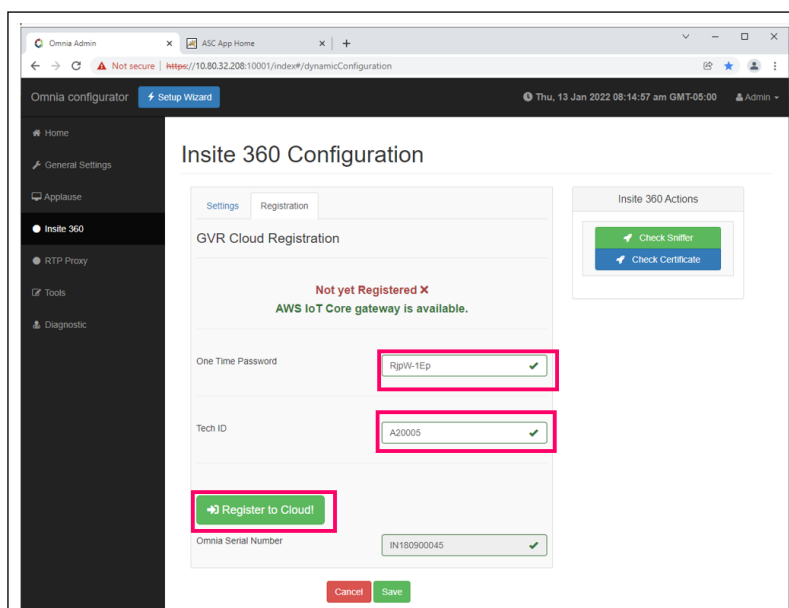 Omnia Admin
ASC App Home
Not secure | https://10.80.32.208:10001/index#/dynamicConfiguration
Omnia configurator
Setup Wizard
Thu, 13 Jan 2022 08:14:57 am GMT-05:00
Admin
Home
General Settings
Applause
Insite 360
RTP Proxy
Tools
Diagnostic
Insite 360 Configuration
Settings
Registration
GVR Cloud Registration
Not yet Registered ✕
AWS IoT Core gateway is available.
One Time Password
RjpW-1Ep
Tech ID
A20005
Register to Cloud!
Omnia Serial Number
IN180900045
Cancel
Save
Insite 360 Actions
Check Sniffer
Check Certificate